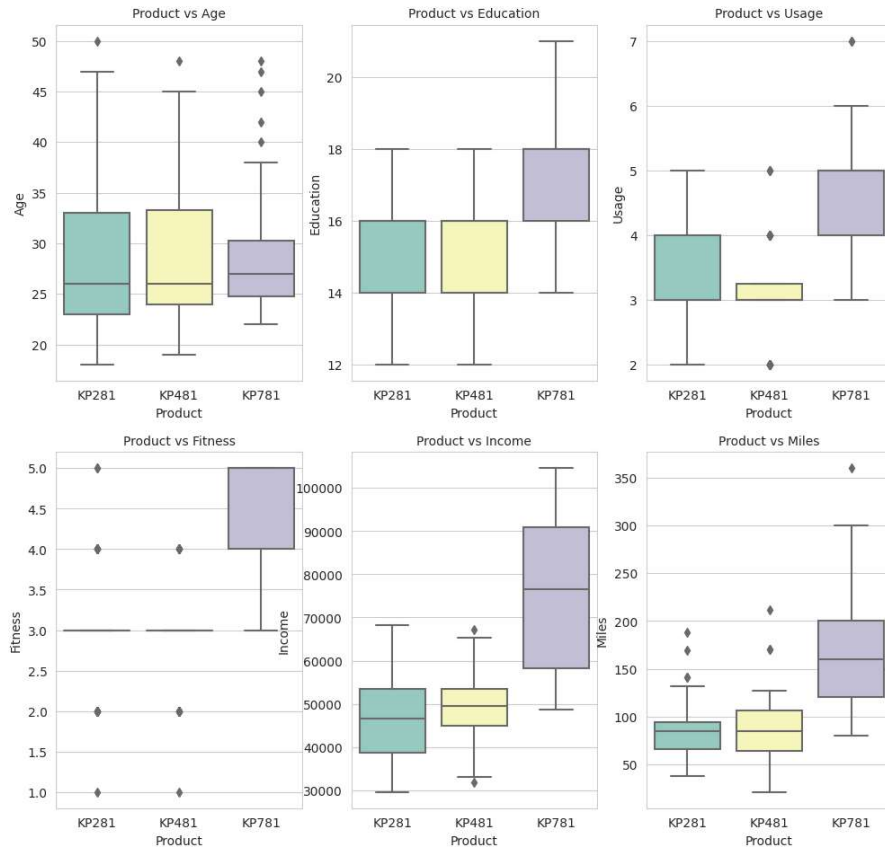 Product vs Age
50
45
40
35
30
25
20
Age
KP281 KP481 KP781
Product
Product vs Education
20
18
16
14
12
Education
KP281 KP481 KP781
Product
Product vs Usage
7
6
5
4
3
2
Usage
KP281 KP481 KP781
Product
Product vs Fitness
5.0
4.5
4.0
3.5
3.0
2.5
2.0
1.5
1.0
Fitness
KP281 KP481 KP781
Product
Product vs Income
100000
90000
80000
70000
60000
50000
40000
30000
Income
KP281 KP481 KP781
Product
Product vs Miles
350
300
250
200
150
100
50
Miles
KP281 KP481 KP781
Product